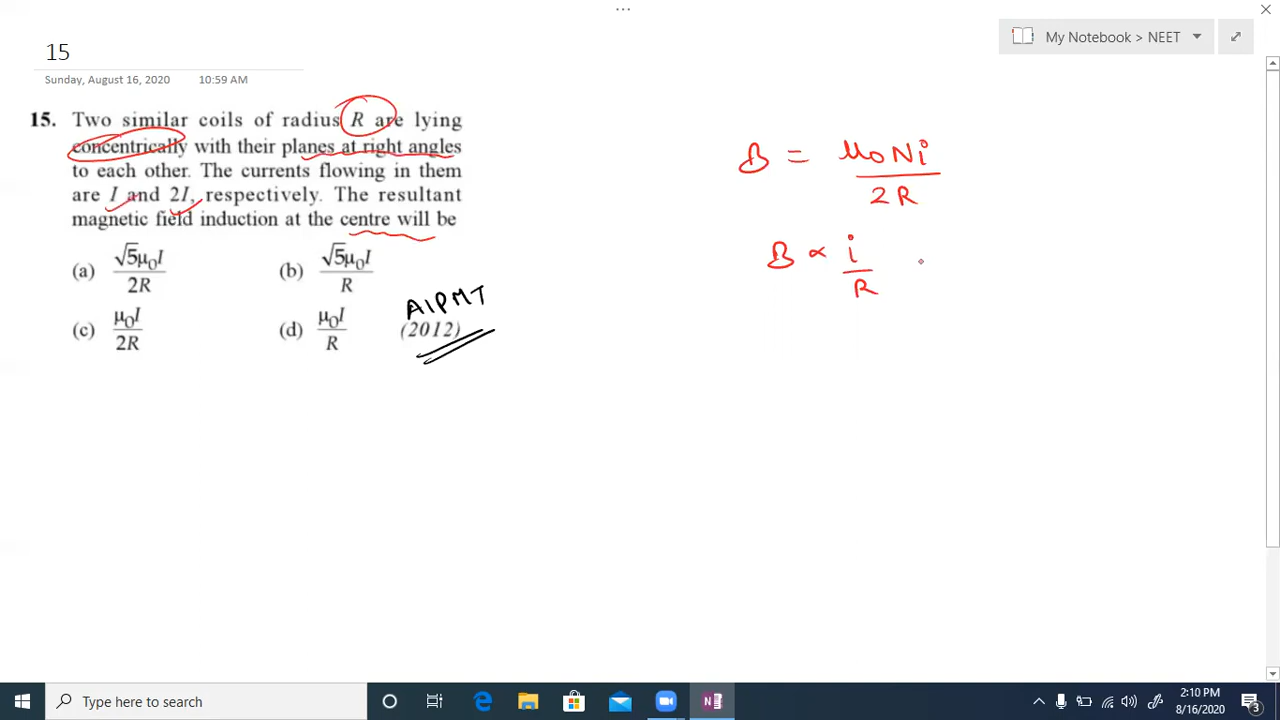 ...
My Notebook > NEET
15
Sunday, August 16, 2020 10:59 AM
15. Two similar coils of radius R are lying
concentrically with their planes at right angles
to each other. The currents flowing in them
are I and 2I, respectively. The resultant
magnetic field induction at the centre will be
(a) √5μ₀I / 2R (b) √5μ₀I / R
(c) μ₀I / 2R (d) μ₀I / R (2012)
AIPMT
B = μ₀Ni / 2R
B ∝ i / R
Type here to search
N
2:10 PM
8/16/2020
3